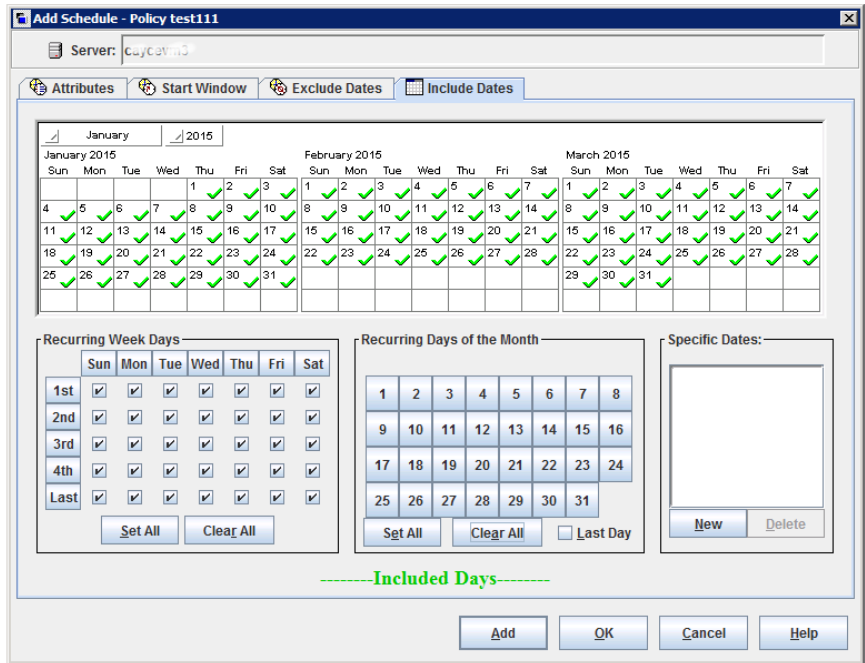 Add Schedule - Policy test111
Server:
Attributes Start Window Exclude Dates Include Dates
January 2015
January 2015 February 2015 March 2015
Sun Mon Tue Wed Thu Fri Sat Sun Mon Tue Wed Thu Fri Sat Sun Mon Tue Wed Thu Fri Sat
1 2 3 1 2 3 4 5 6 7 1 2 3 4 5 6 7
4 5 6 7 8 9 10 8 9 10 11 12 13 14 8 9 10 11 12 13 14
11 12 13 14 15 16 17 15 16 17 18 19 20 21 15 16 17 18 19 20 21
18 19 20 21 22 23 24 22 23 24 25 26 27 28 22 23 24 25 26 27 28
25 26 27 28 29 30 31 29 30 31
Recurring Week Days
Sun Mon Tue Wed Thu Fri Sat
1st
2nd
3rd
4th
Last
Set All Clear All
Recurring Days of the Month
1 2 3 4 5 6 7 8
9 10 11 12 13 14 15 16
17 18 19 20 21 22 23 24
25 26 27 28 29 30 31
Set All Clear All Last Day
Specific Dates:
New Delete
--------Included Days--------
Add OK Cancel Help